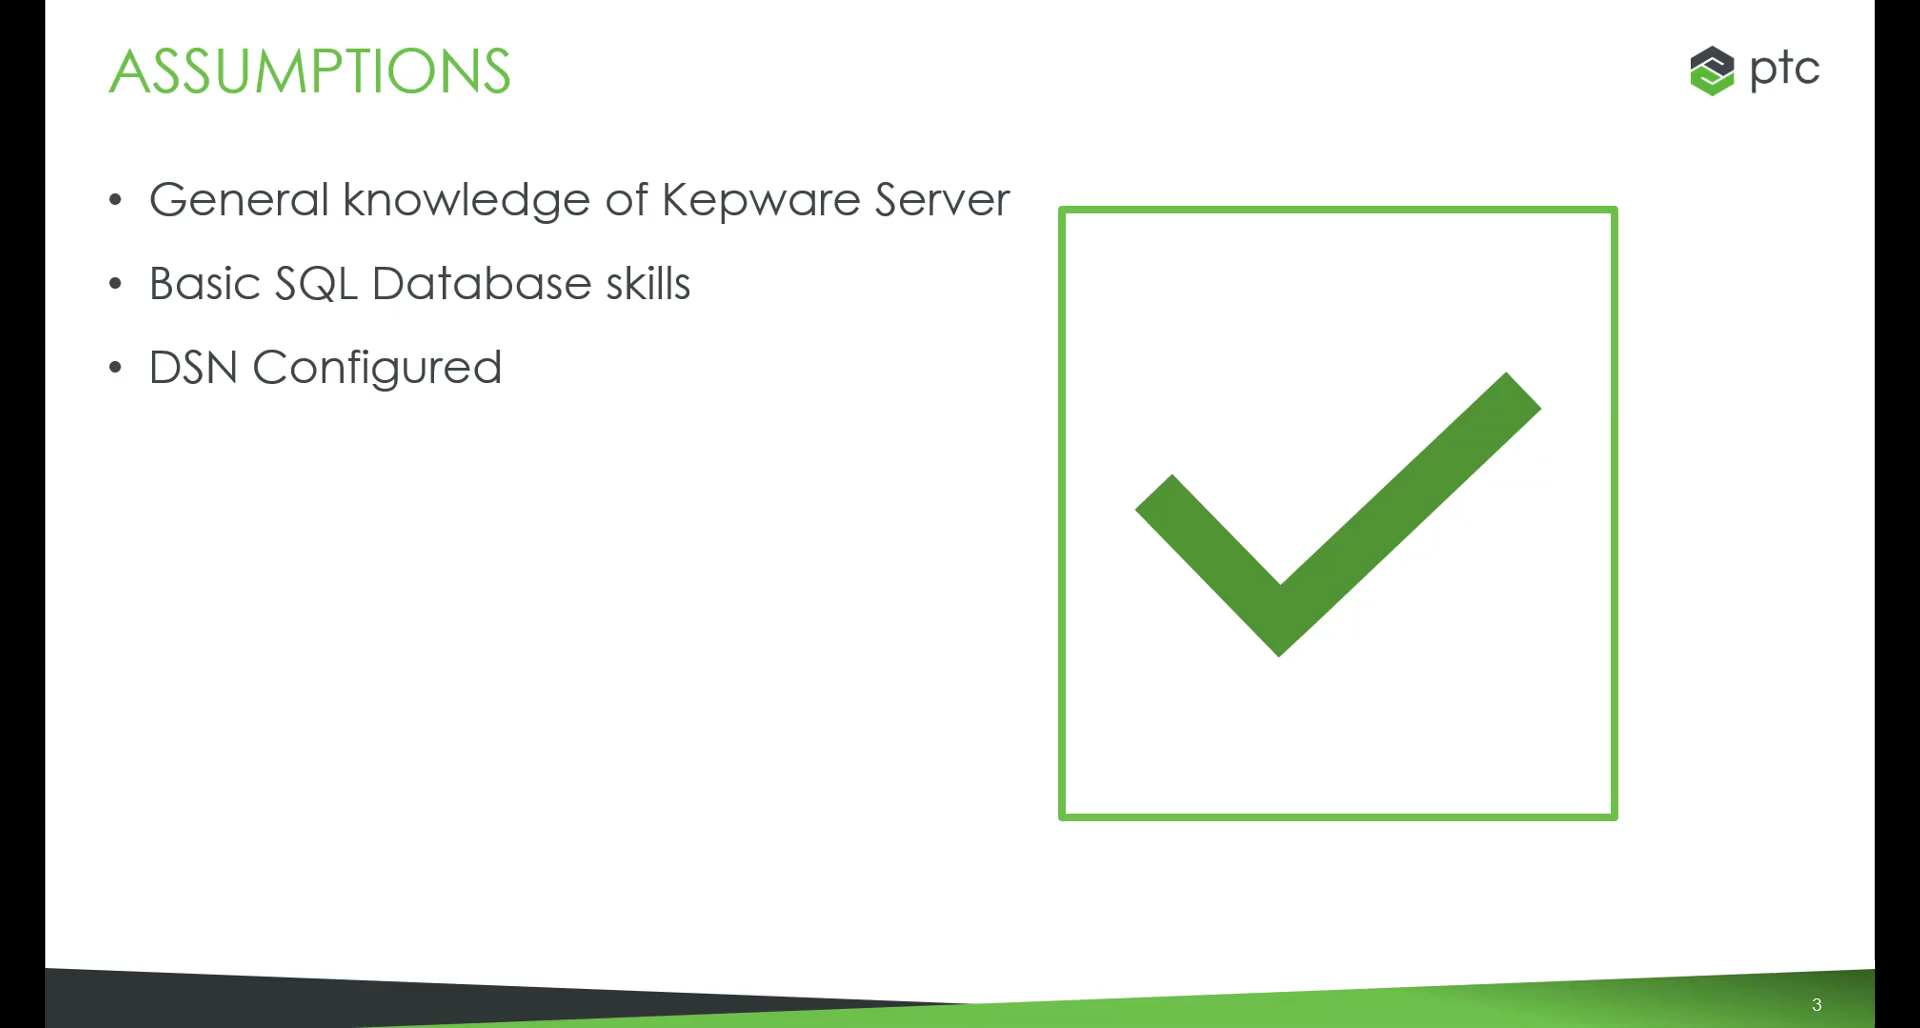 ASSUMPTIONS
ptc
• General knowledge of Kepware Server
• Basic SQL Database skills
• DSN Configured
3